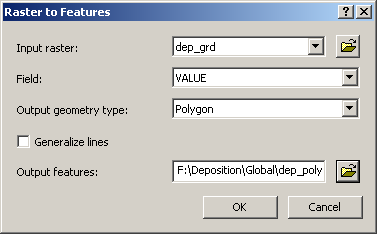 Raster to Features
Input raster: dep_grd
Field: VALUE
Output geometry type: Polygon
Generalize lines
Output features: F:\Deposition\Global\dep_poly
OK Cancel